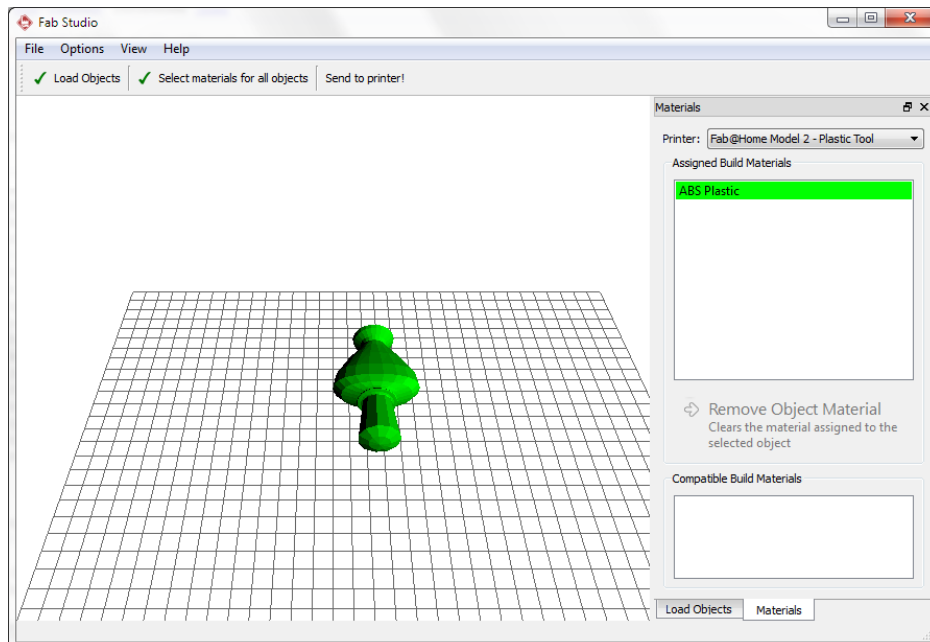 Fab Studio
File Options View Help
Load Objects Select materials for all objects Send to printer!
Materials
Printer: Fab@Home Model 2 - Plastic Tool
Assigned Build Materials
ABS Plastic
Remove Object Material
Clears the material assigned to the
selected object
Compatible Build Materials
Load Objects Materials